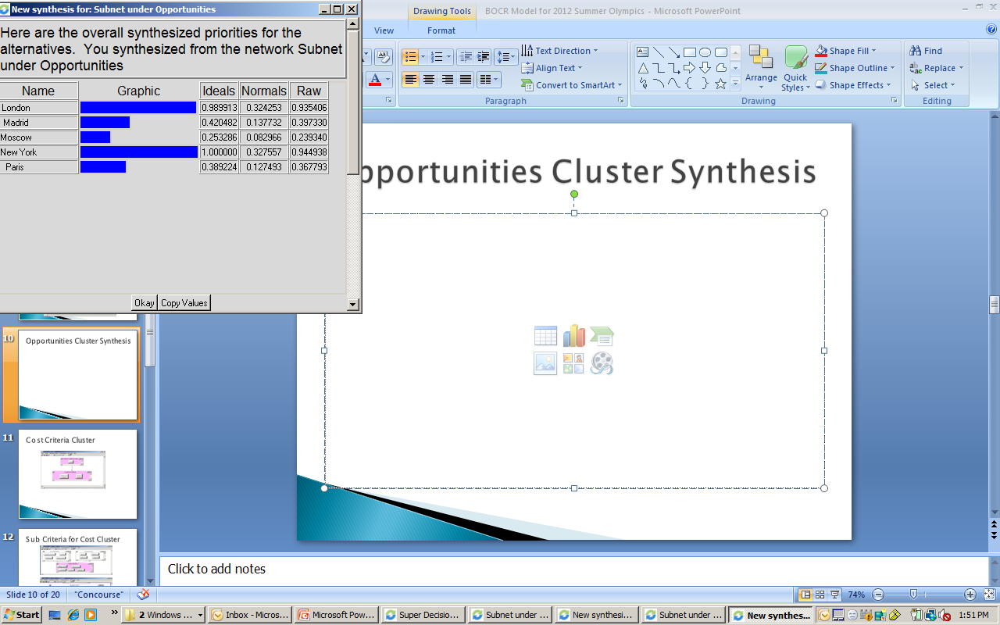 New synthesis for: Subnet under Opportunities
Here are the overall synthesized priorities for the
alternatives.  You synthesized from the network Subnet
under Opportunities
Name Graphic Ideals Normals Raw
London 0.989913 0.324253 0.935406
Madrid 0.420482 0.137732 0.397330
Moscow 0.253286 0.082966 0.239340
New York 1.000000 0.327557 0.944938
Paris 0.389224 0.127493 0.367793
Okay Copy Values
Drawing Tools
BOCR Model for 2012 Summer Olympics - Microsoft PowerPoint
View Format
Text Direction
Align Text
Convert to SmartArt
Paragraph
Arrange
Quick
Styles
Shape Fill
Shape Outline
Shape Effects
Drawing
Find
Replace
Select
Editing
pportunities Cluster Synthesis
10
Opportunities Cluster Synthesis
11
Cost Criteria Cluster
12
Sub Criteria for Cost Cluster
Click to add notes
Slide 10 of 20
"Concourse"
74%
Start
2 Windows ...
Inbox - Micros...
Microsoft Pow...
Super Decisio...
Subnet under ...
New synthesi...
Subnet under ...
New synthes...
1:51 PM